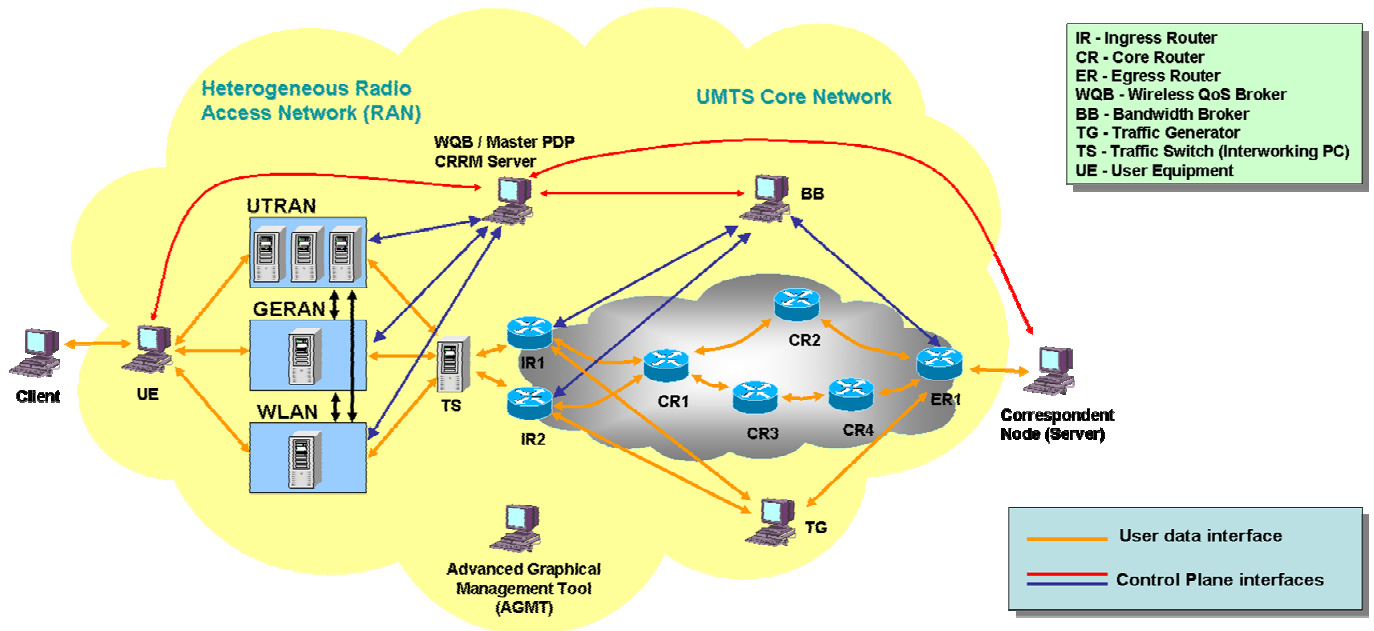 Heterogeneous Radio
Access Network (RAN)
UMTS Core Network
IR - Ingress Router
CR - Core Router
ER - Egress Router
WQB - Wireless QoS Broker
BB - Bandwidth Broker
TG - Traffic Generator
TS - Traffic Switch (Interworking PC)
UE - User Equipment
WQB / Master PDP
CRRM Server
BB
UTRAN
GERAN
WLAN
Client
UE
TS
IR1
IR2
CR1
CR2
CR3
CR4
ER1
Correspondent
Node (Server)
TG
Advanced Graphical
Management Tool
(AGMT)
User data interface
Control Plane interfaces